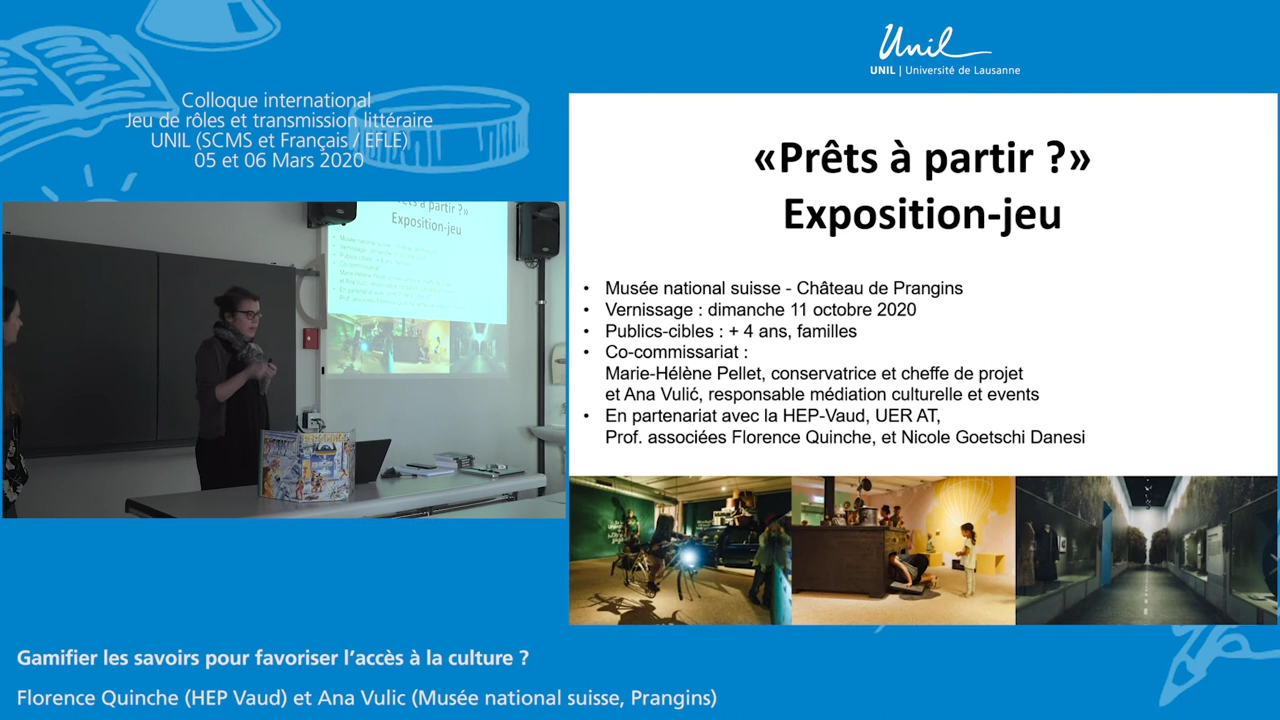 Unil
UNIL | Université de Lausanne
Colloque international
Jeu de rôles et transmission littéraire
UNIL (SCMS et Français / EFLE)
05 et 06 Mars 2020
«Prêts à partir ?»
Exposition-jeu
• Musée national suisse - Château de Prangins
• Vernissage : dimanche 11 octobre 2020
• Publics-cibles : + 4 ans, familles
• Co-commissariat :
Marie-Hélène Pellet, conservatrice et cheffe de projet
et Ana Vulić, responsable médiation culturelle et events
• En partenariat avec la HEP-Vaud, UER AT,
Prof. associées Florence Quinche, et Nicole Goetschi Danesi
partir ?»
Exposition-jeu
Gamifier les savoirs pour favoriser l'accès à la culture ?
Florence Quinche (HEP Vaud) et Ana Vulic (Musée national suisse, Prangins)